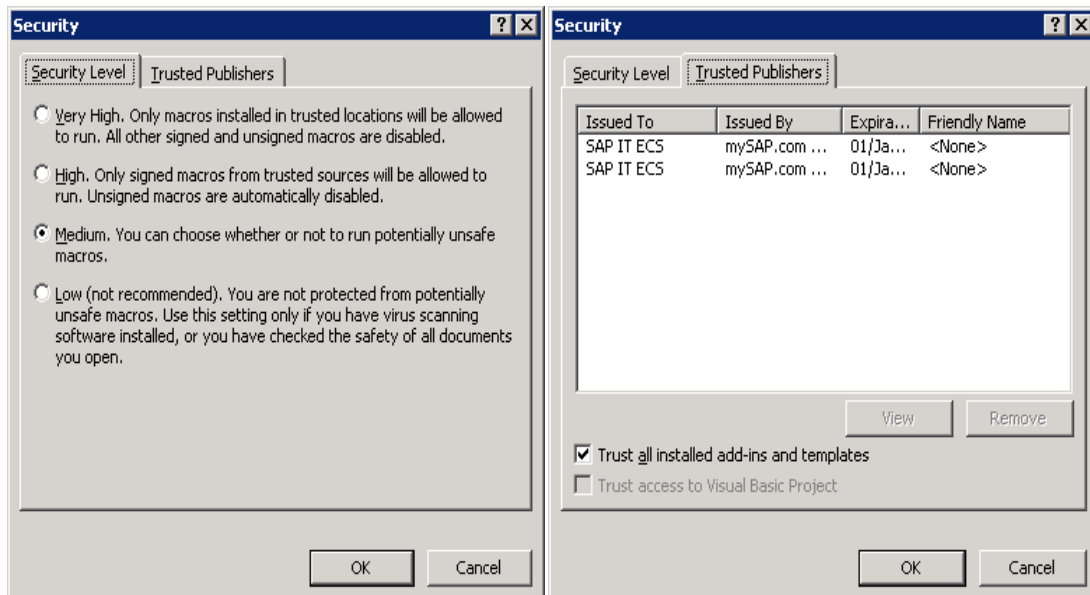 Security
Security Level
Trusted Publishers
Very High. Only macros installed in trusted locations will be allowed
to run. All other signed and unsigned macros are disabled.
High. Only signed macros from trusted sources will be allowed to
run. Unsigned macros are automatically disabled.
Medium. You can choose whether or not to run potentially unsafe
macros.
Low (not recommended). You are not protected from potentially
unsafe macros. Use this setting only if you have virus scanning
software installed, or you have checked the safety of all documents
you open.
OK
Cancel
Security
Security Level
Trusted Publishers
Issued To
Issued By
Expira...
Friendly Name
SAP IT ECS
mySAP.com ...
01/Ja...
<None>
SAP IT ECS
mySAP.com ...
01/Ja...
<None>
View
Remove
Trust all installed add-ins and templates
Trust access to Visual Basic Project
OK
Cancel